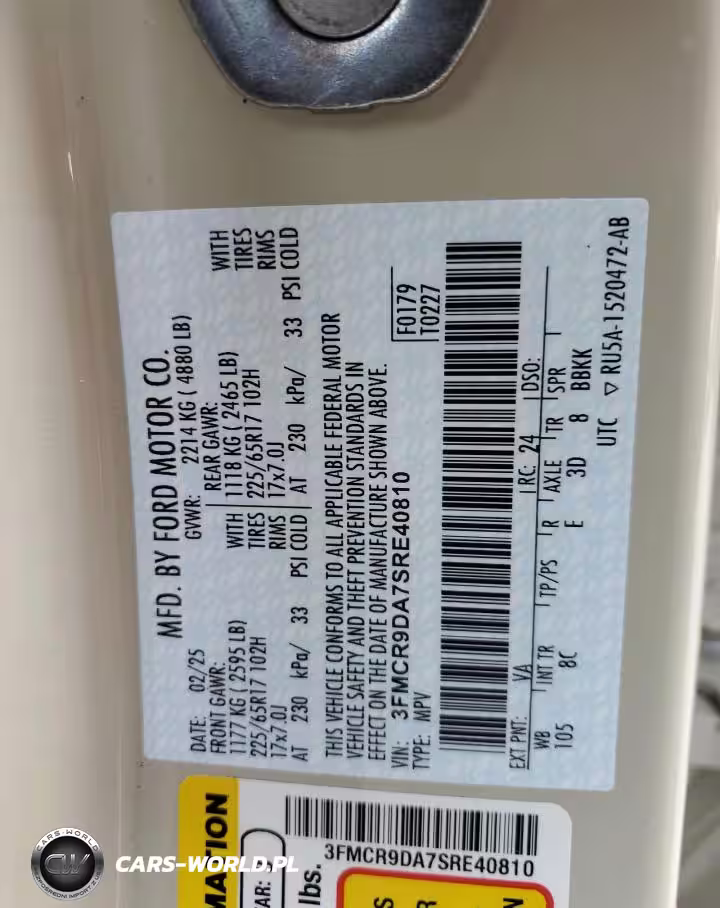 MFD. BY FORD MOTOR CO.
DATE: 02/25
GVWR: 2214 KG ( 4880 LB)
FRONT GAWR:
1177 KG ( 2595 LB)
WITH
225/65R17 102H
TIRES
17x7.0J
RIMS
AT 230 kPa/ 33 PSI COLD
REAR GAWR:
1118 KG ( 2465 LB)
WITH
225/65R17 102H
TIRES
17x7.0J
RIMS
AT 230 kPa/ 33 PSI COLD
THIS VEHICLE CONFORMS TO ALL APPLICABLE FEDERAL MOTOR
VEHICLE SAFETY AND THEFT PREVENTION STANDARDS IN
EFFECT ON THE DATE OF MANUFACTURE SHOWN ABOVE.
F0179
T0227
VIN: 3FMCR9DA7SRE40810
TYPE: MPV
EXT PNT: VA RC: 24 DSO:
WB INT TR TP/PS R AXLE TR SPR
105 8C E 3D 8 BBKK
UTC ▽ RU5A-1520472-AB
MATION
3FMCR9DA7SRE40810
lbs.
CARS-WORLD
CW
CARS-WORLD.PL